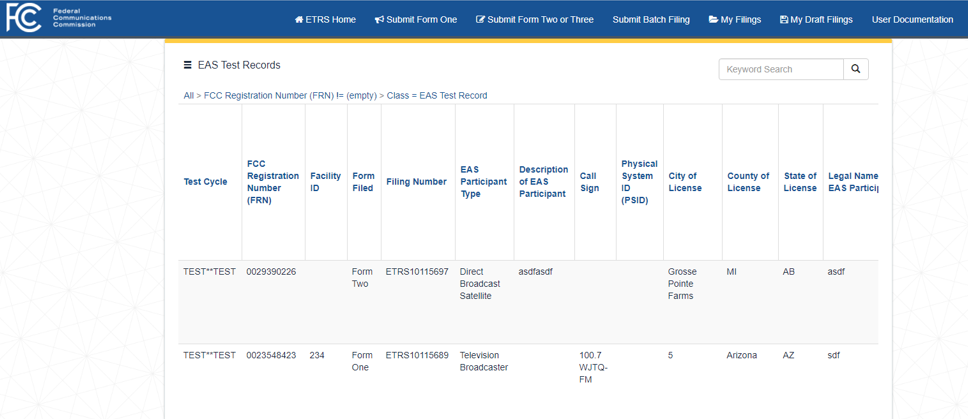 FCC Federal
Communications
Commission
ETRS Home Submit Form One Submit Form Two or Three Submit Batch Filing My Filings My Draft Filings User Documentation
EAS Test Records
Keyword Search
All > FCC Registration Number (FRN) != (empty) > Class = EAS Test Record
Test Cycle
FCC
Registration
Number
(FRN)
Facility
ID
Form
Filed
Filing Number
EAS
Participant
Type
Description
of EAS
Participant
Call
Sign
Physical
System
ID
(PSID)
City of
License
County of
License
State of
License
Legal Name
EAS Particip
TEST**TEST
0029390226
Form
Two
ETRS10115697
Direct
Broadcast
Satellite
asdfasdf
Grosse
Pointe
Farms
MI
AB
asdf
TEST**TEST
0023548423
234
Form
One
ETRS10115689
Television
Broadcaster
100.7
WJTQ-
FM
5
Arizona
AZ
sdf